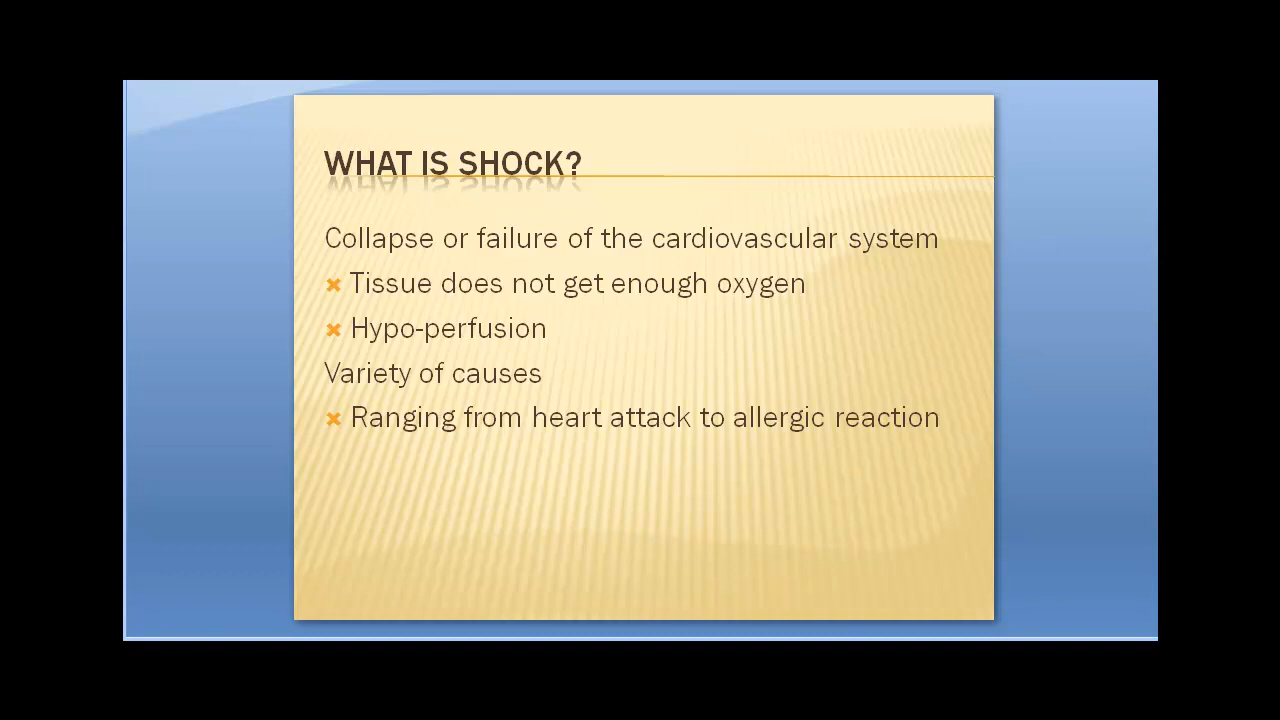 WHAT IS SHOCK?
Collapse or failure of the cardiovascular system
Tissue does not get enough oxygen
Hypo-perfusion
Variety of causes
Ranging from heart attack to allergic reaction